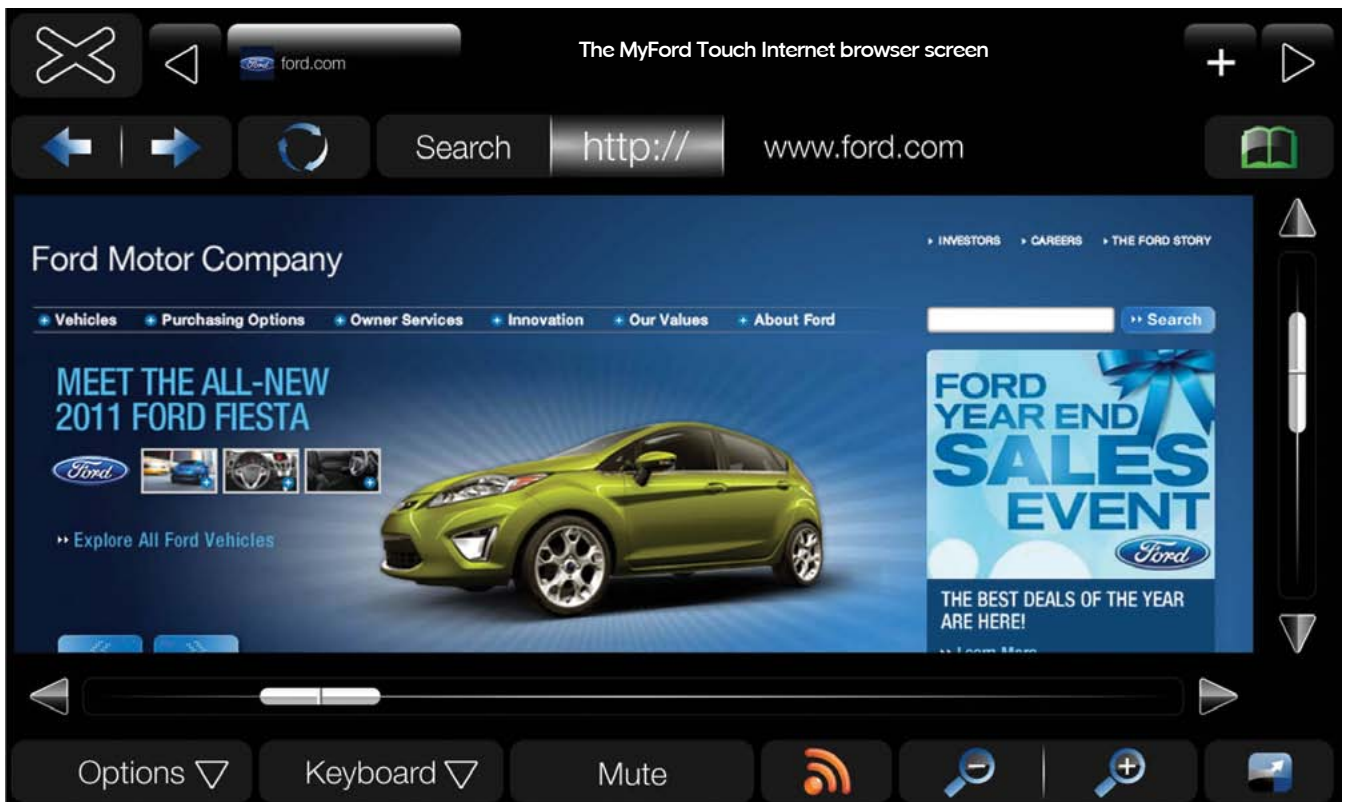 The MyFord Touch Internet browser screen
Ford ford.com
Search http:// www.ford.com
INVESTORS CAREERS THE FORD STORY
Ford Motor Company
Vehicles Purchasing Options Owner Services Innovation Our Values About Ford
Search
MEET THE ALL-NEW
2011 FORD FIESTA
Ford
Explore All Ford Vehicles
FORD
YEAR END
SALES
EVENT
Ford
THE BEST DEALS OF THE YEAR
ARE HERE!
Learn More
Options Keyboard Mute